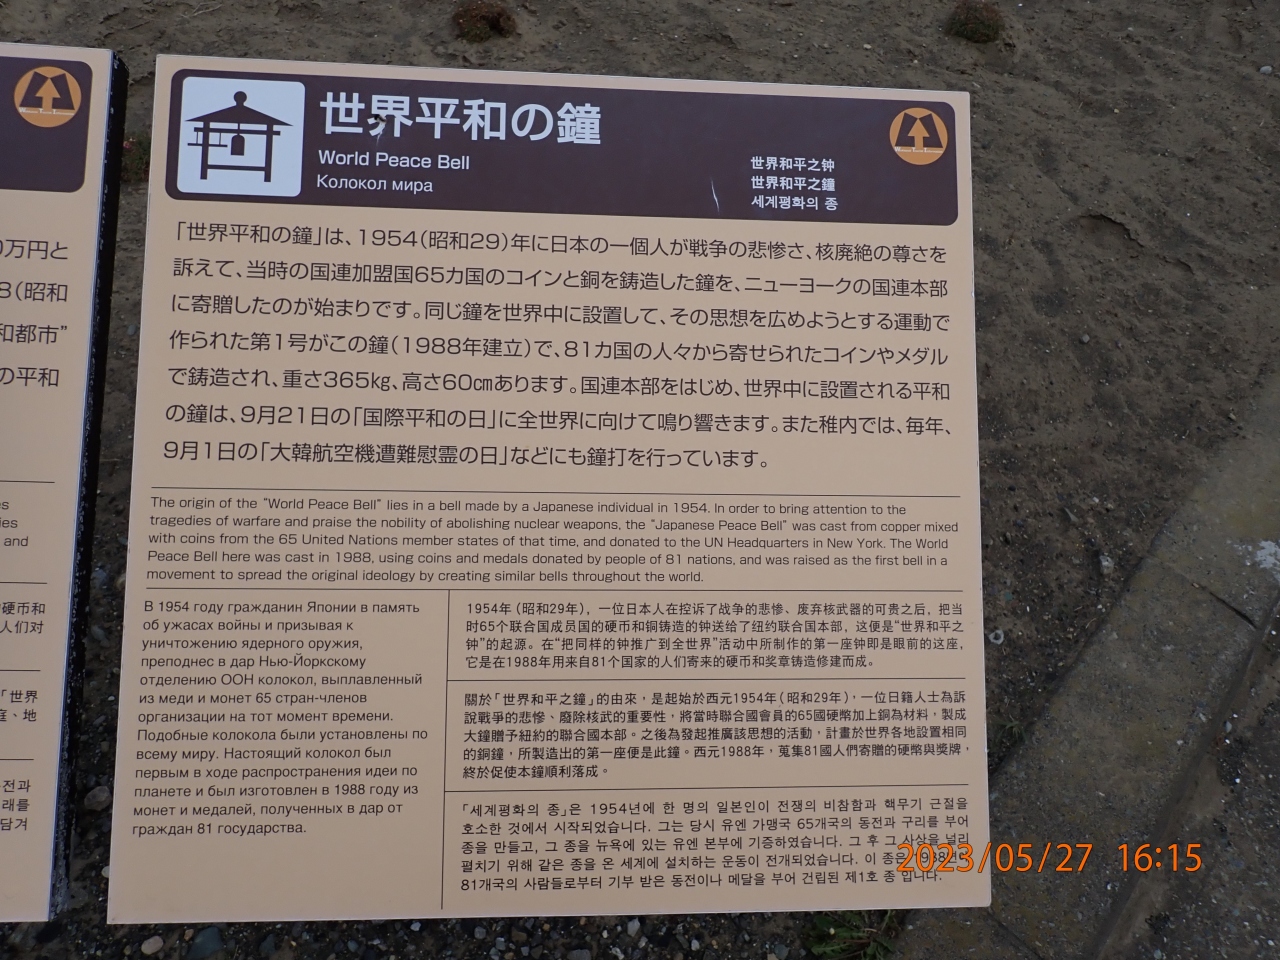 世界平和の鐘
World Peace Bell
Колокол мира
世界和平之钟
世界和平之鐘
세계평화의 종
「世界平和の鐘」は、1954(昭和29)年に日本の一個人が戦争の悲惨さ、核廃絶の尊さを
訴えて、当時の国連加盟国65カ国のコインと銅を鋳造した鐘を、ニューヨークの国連本部
に寄贈したのが始まりです。同じ鐘を世界中に設置して、その思想を広めようとする運動で
作られた第1号がこの鐘(1988年建立)で、81カ国の人々から寄せられたコインやメダル
で鋳造され、重さ365㎏、高さ60㎝あります。国連本部をはじめ、世界中に設置される平和
の鐘は、9月21日の「国際平和の日」に全世界に向けて鳴り響きます。また稚内では、毎年、
9月1日の「大韓航空機遭難慰霊の日」などにも鐘打を行っています。
The origin of the "World Peace Bell" lies in a bell made by a Japanese individual in 1954. In order to bring attention to the
tragedies of warfare and praise the nobility of abolishing nuclear weapons, the "Japanese Peace Bell" was cast from copper mixed
with coins from the 65 United Nations member states of that time, and donated to the UN Headquarters in New York. The World
Peace Bell here was cast in 1988, using coins and medals donated by people of 81 nations, and was raised as the first bell in a
movement to spread the original ideology by creating similar bells throughout the world.
В 1954 году гражданин Японии в память
об ужасах войны и призывая к
уничтожению ядерного оружия,
преподнес в дар Нью-Йоркскому
отделению ООН колокол, выплавленный
из меди и монет 65 стран-членов
организации на тот момент времени.
Подобные колокола были установлены по
всему миру. Настоящий колокол был
первым в ходе распространения идеи по
планете и был изготовлен в 1988 году из
монет и медалей, полученных в дар от
граждан 81 государства.
1954年(昭和29年),一位日本人在控诉了战争的悲惨、废弃核武器的可贵之后,把当
时65个联合国成员国的硬币和铜铸造的钟送给了纽约联合国本部,这便是"世界和平之
钟"的起源。在"把同样的钟推广到全世界"活动中所制作的第一座钟即是眼前的这座,
它是在1988年用来自81个国家的人们寄来的硬币和奖章铸造修建而成。
關於「世界和平之鐘」的由來,是起始於西元1954年(昭和29年),一位日籍人士為訴
說戰爭的悲慘、廢除核武的重要性,將當時聯合國會員的65國硬幣加上銅為材料,製成
大鐘贈予紐約的聯合國本部。之後為發起推廣該思想的活動,計畫於世界各地設置相同
的銅鐘,所製造出的第一座便是此鐘。西元1988年,蒐集81國人們寄贈的硬幣與獎牌,
終於促使本鐘順利落成。
「세계평화의 종」은 1954년에 한 명의 일본인이 전쟁의 비참함과 핵무기 근절을
호소한 것에서 시작되었습니다. 그는 당시 유엔 가맹국 65개국의 동전과 구리를 부어
종을 만들고, 그 종을 뉴욕에 있는 유엔 본부에 기증하였습니다. 그 후 그 사상을 널리
펼치기 위해 같은 종을 온 세계에 설치하는 운동이 전개되었습니다. 이 종은
81개국의 사람들로부터 기부 받은 동전이나 메달을 부어 건립된 제1호 종 입니다.
0万円と
8(昭和
和都市"
の平和
es
ies
and
硬币和
人们对
「世界
庭、地
전과
래를
담겨
2023/05/27 16:15